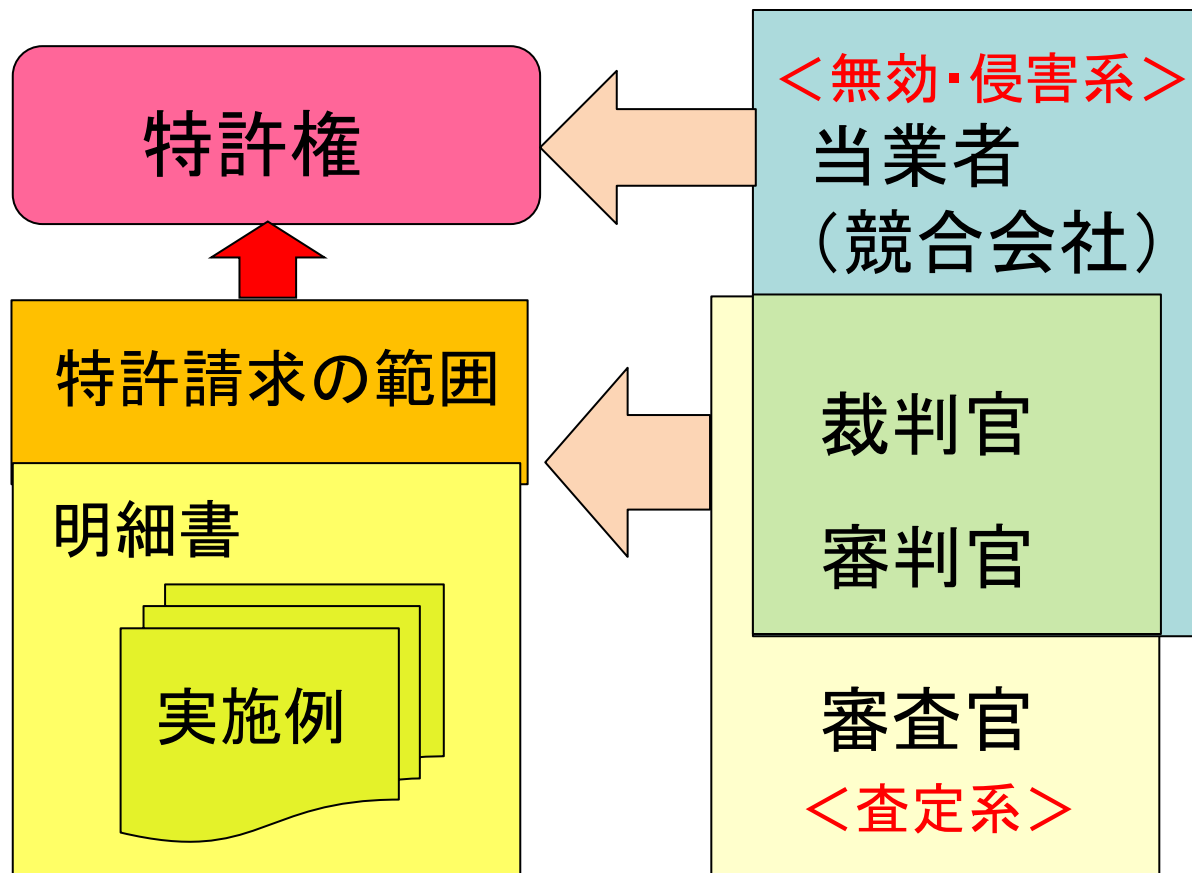 特許権
特許請求の範囲
明細書
実施例
＜無効・侵害系＞
当業者
（競合会社）
裁判官
審判官
審査官
＜査定系＞